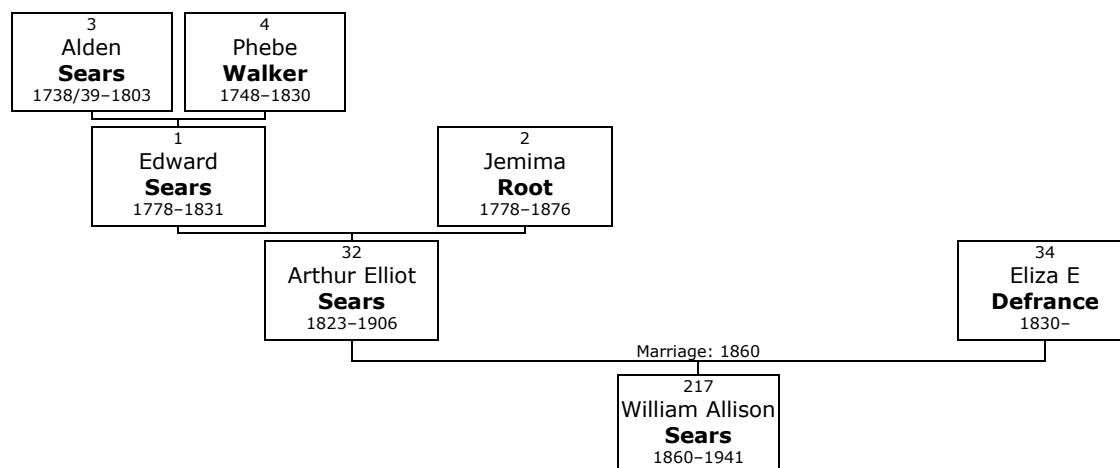 3
Alden
Sears
1738/39–1803
4
Phebe
Walker
1748–1830
1
Edward
Sears
1778–1831
2
Jemima
Root
1778–1876
32
Arthur Elliot
Sears
1823–1906
34
Eliza E
Defrance
1830–
Marriage: 1860
217
William Allison
Sears
1860–1941